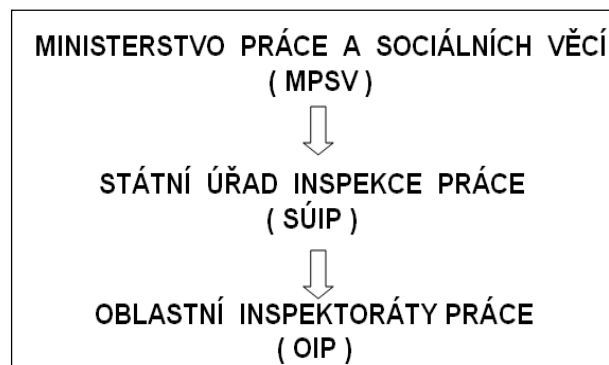 MINISTERSTVO PRÁCE A SOCIÁLNÍCH VĚCÍ
( MPSV )
STÁTNÍ ÚŘAD INSPEKCE PRÁCE
( SÚIP )
OBLASTNÍ INSPEKTORÁTY PRÁCE
( OIP )